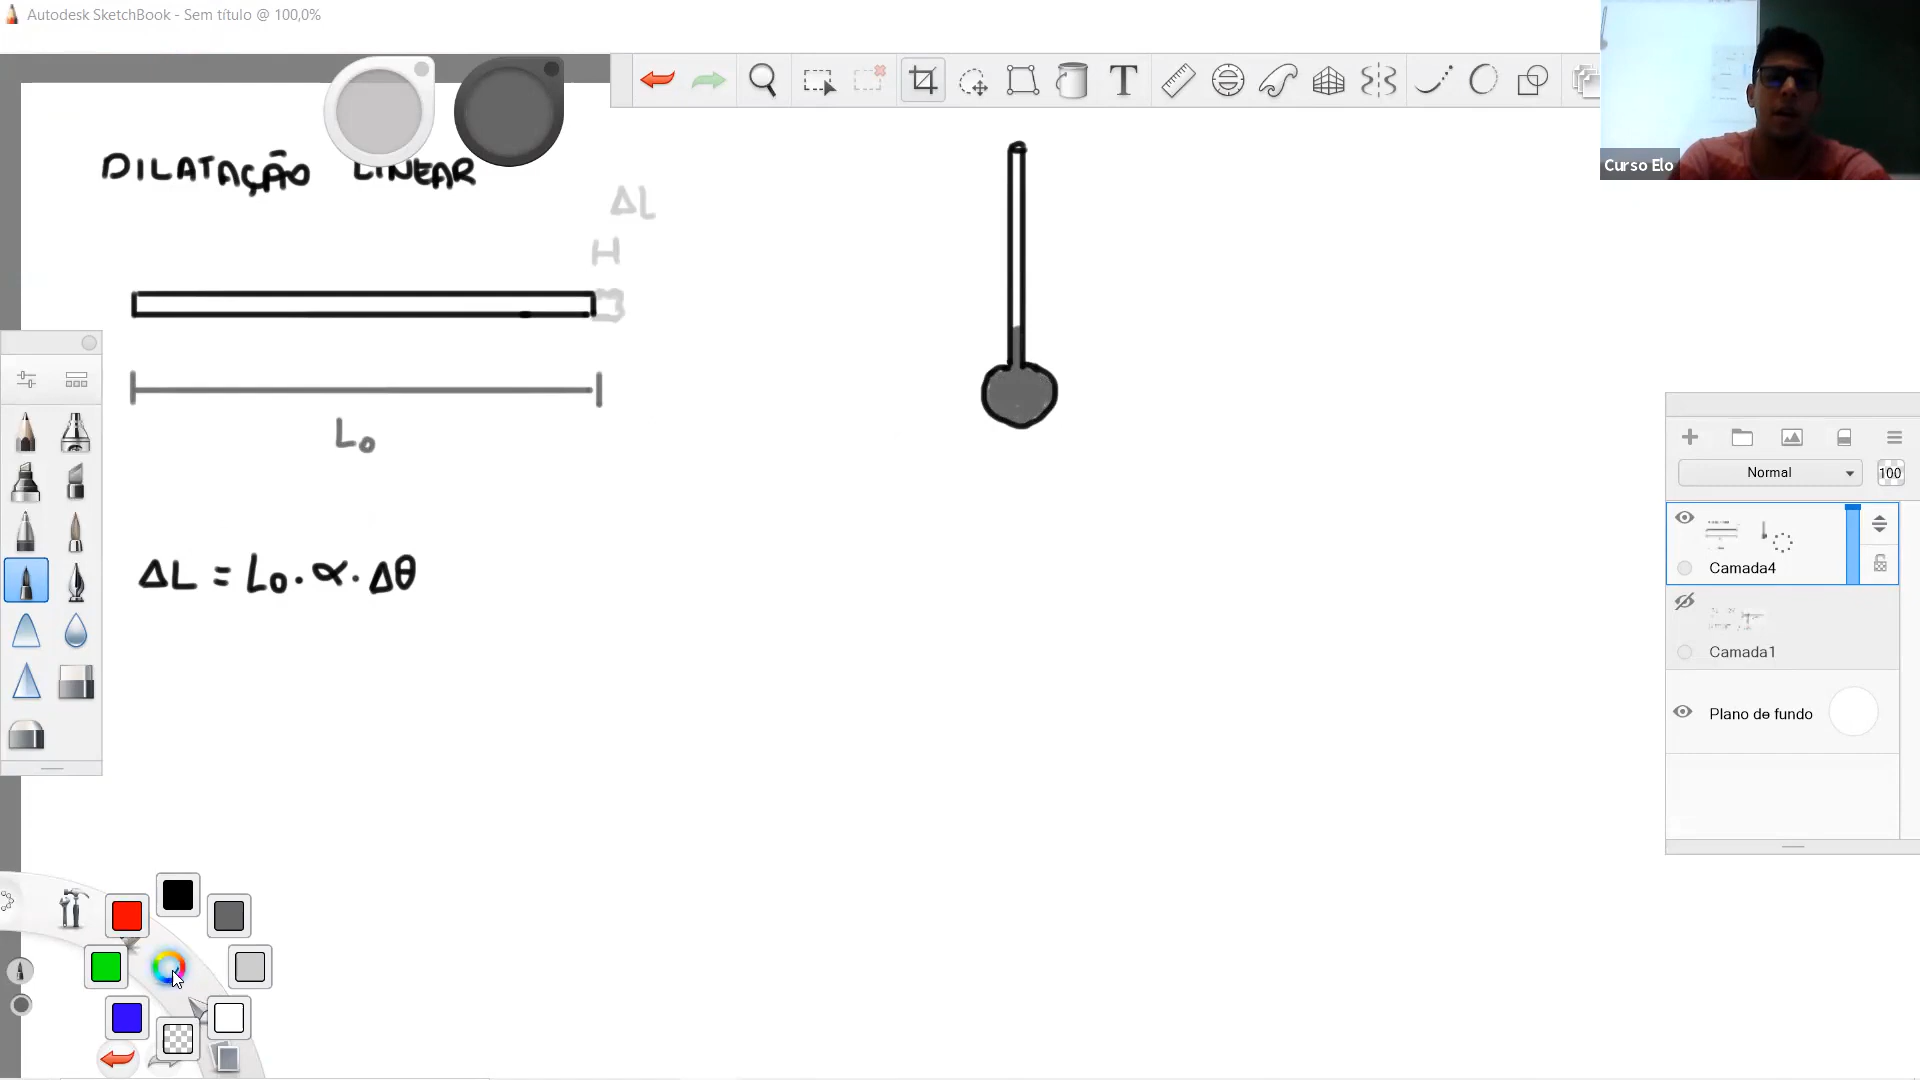 Autodesk SketchBook - Sem título @ 100,0%
Curso Elo
DILATAÇÃO LINEAR
ΔL
L₀
ΔL = L₀ · α · Δθ
Normal
100
Camada4
Camada1
Plano de fundo